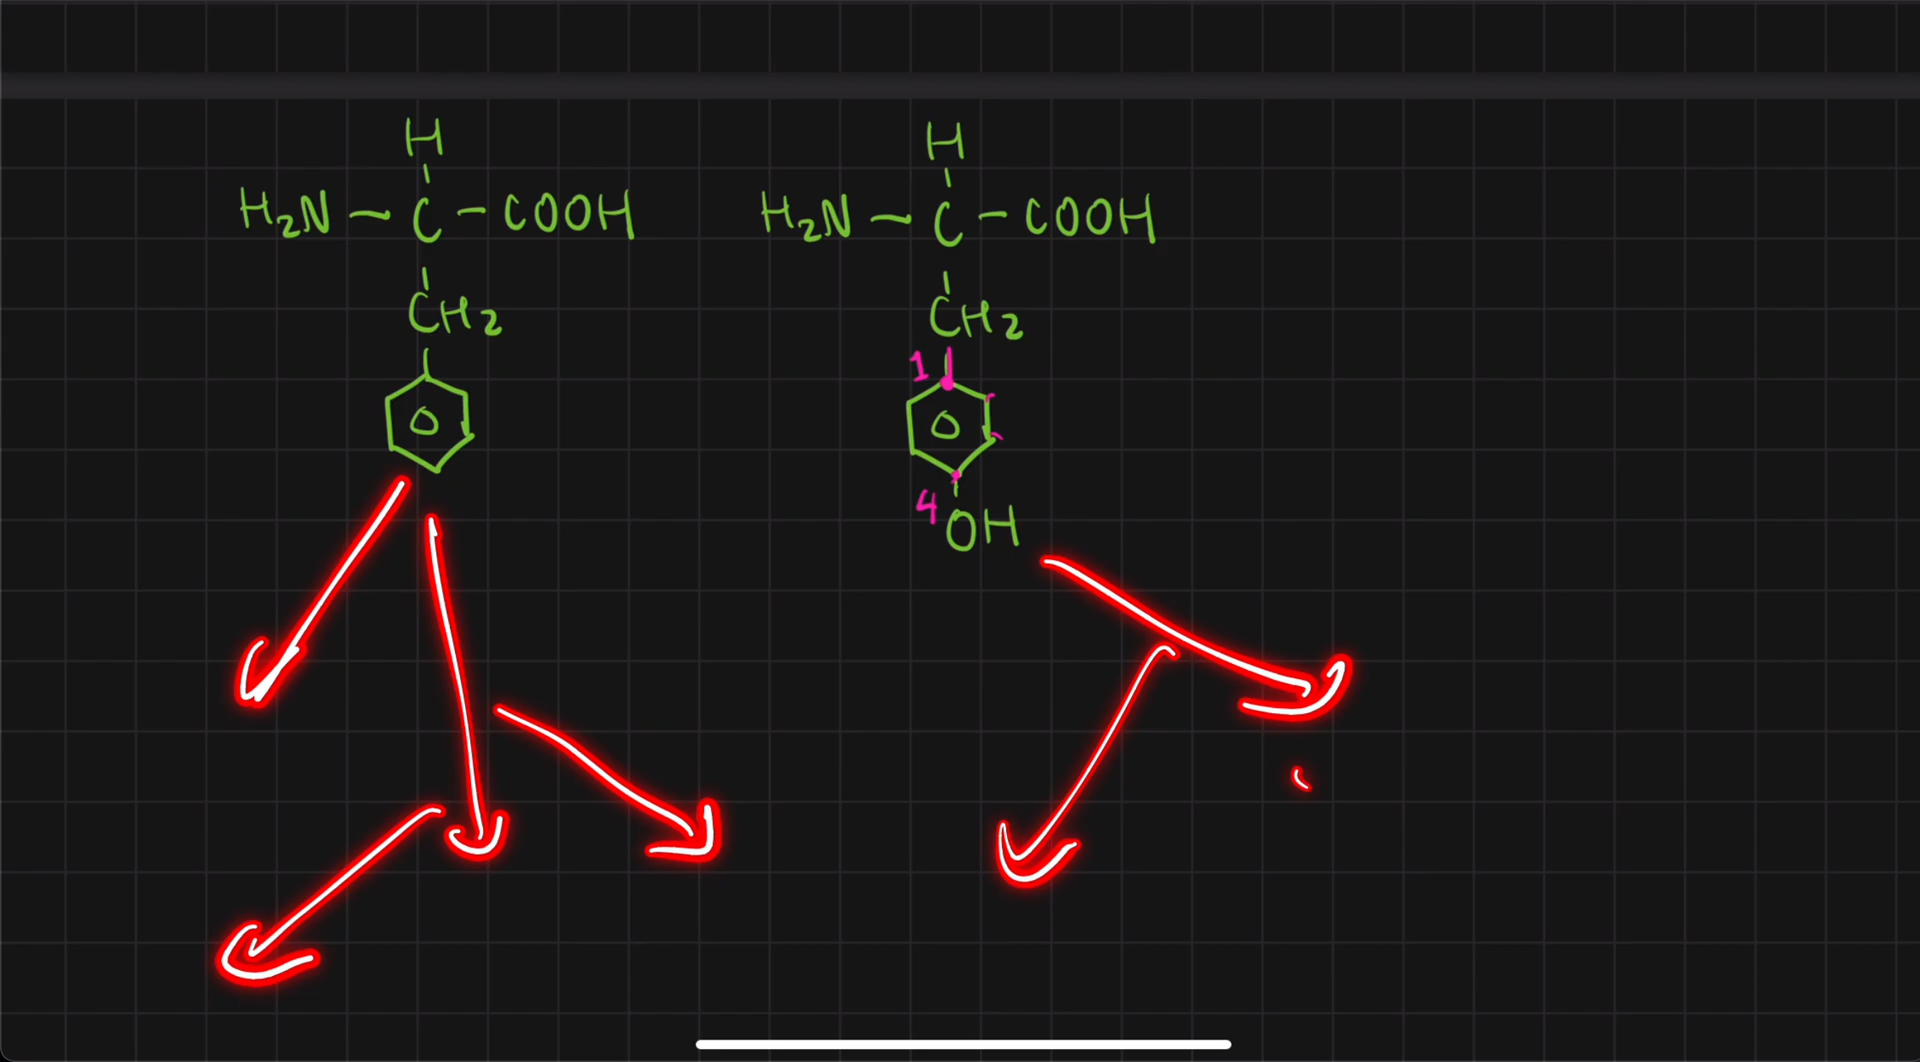 H H
H₂N - C - COOH H₂N - C - COOH
CH₂ CH₂
1
4
OH